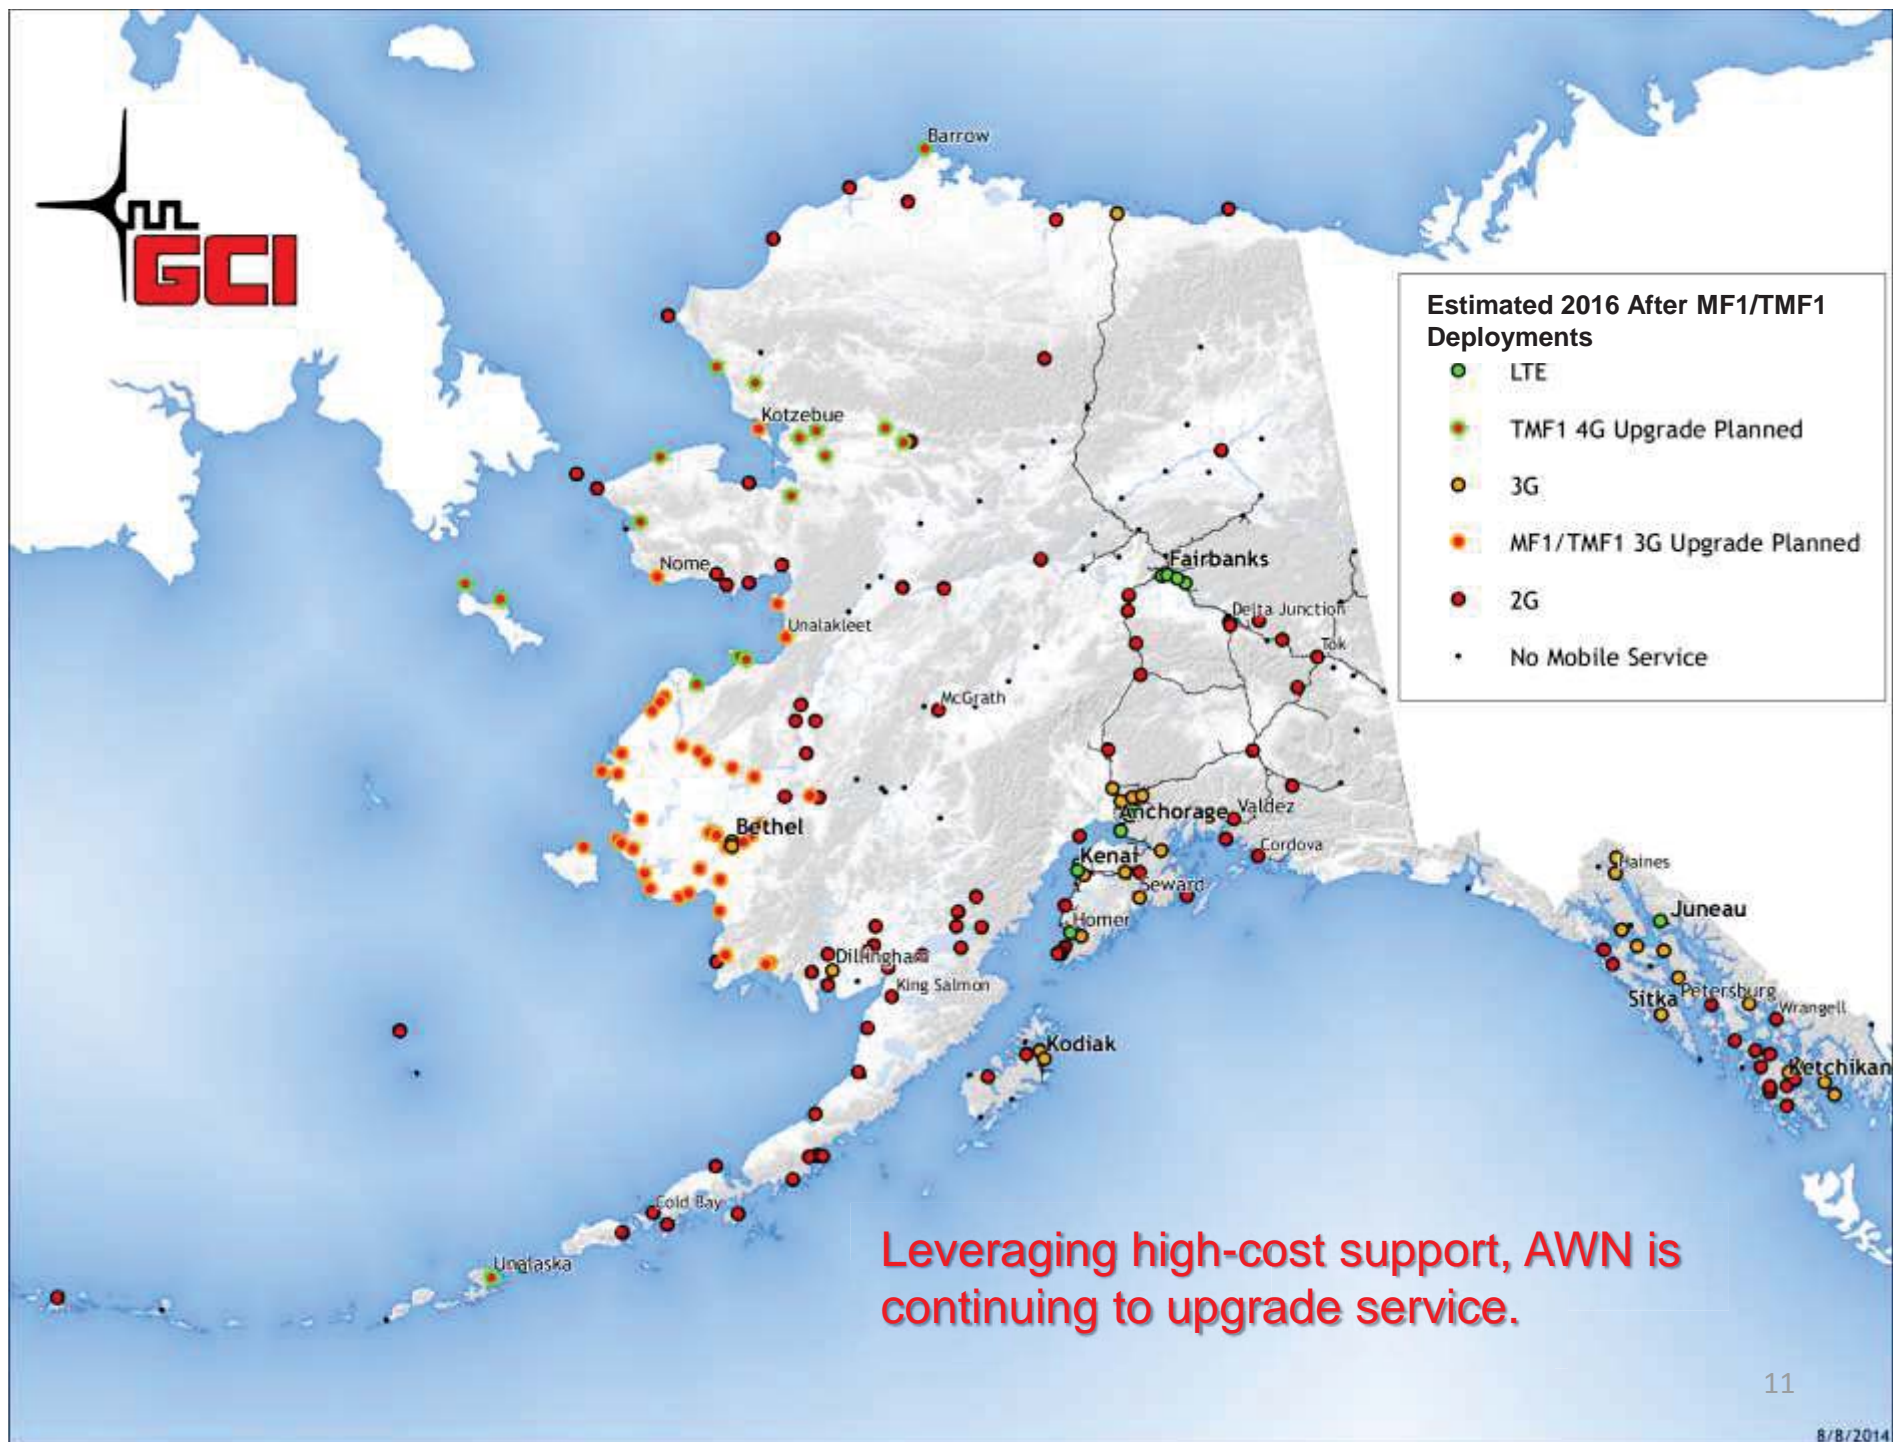 Barrow
GCI
Estimated 2016 After MF1/TMF1
Deployments
LTE
TMF1 4G Upgrade Planned
3G
MF1/TMF1 3G Upgrade Planned
2G
No Mobile Service
Kotzebue
Nome
Fairbanks
Delta Junction
Unalakleet
Tok
McGrath
Anchorage
Valdez
Bethel
Cordova
Kenai
Haines
Seward
Juneau
Homer
Dillingham
King Salmon
Sitka
Petersburg
Wrangell
Kodiak
Ketchikan
Cold Bay
Unalaska
Leveraging high-cost support, AWN is
continuing to upgrade service.
11
8/8/2014